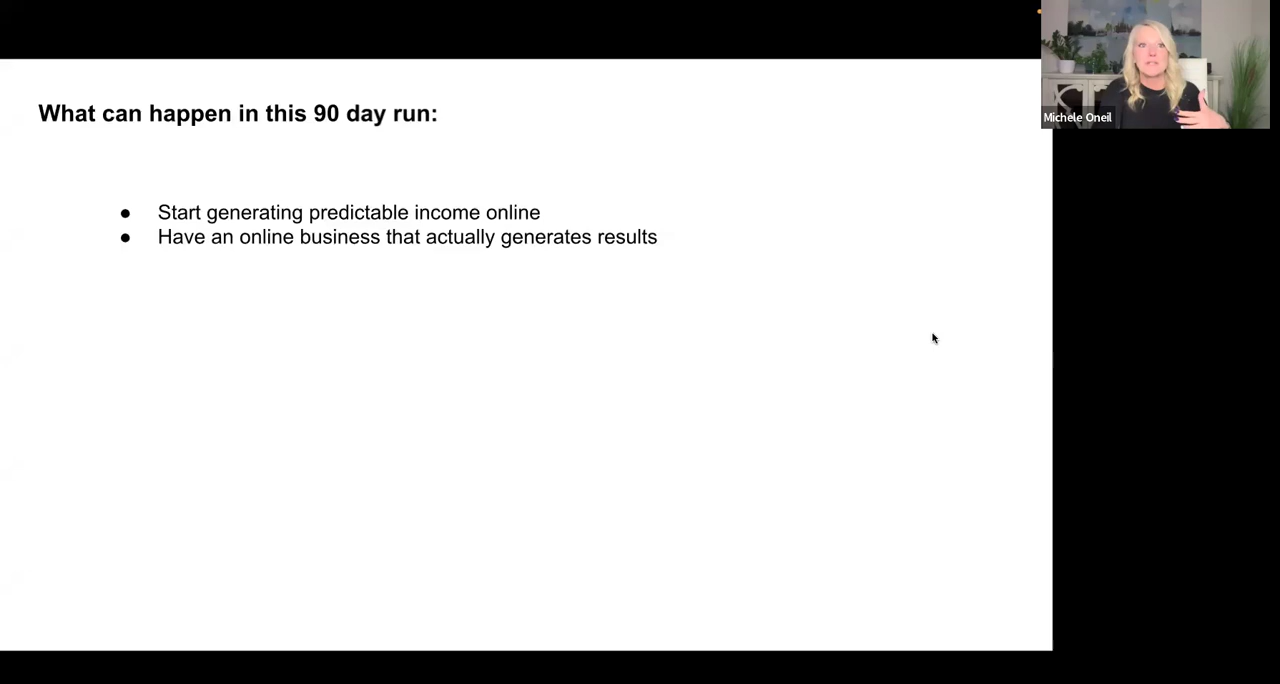 What can happen in this 90 day run:
● Start generating predictable income online
● Have an online business that actually generates results
Michele Oneil